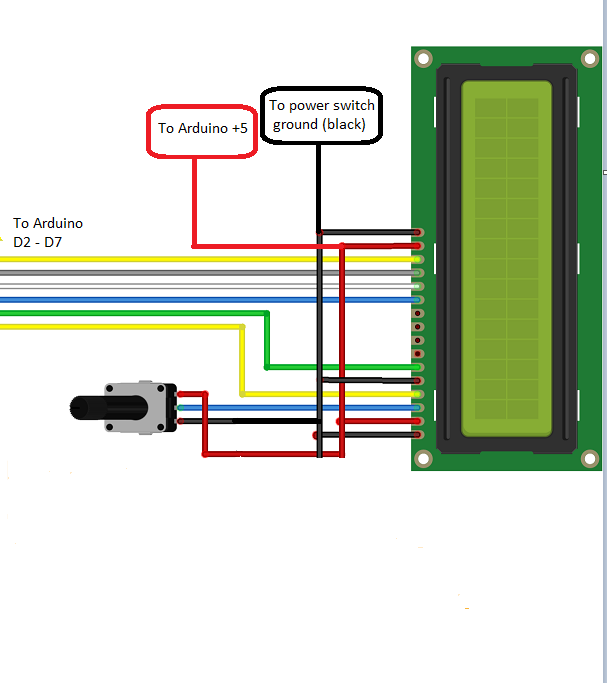 To power switch
ground (black)
To Arduino +5
To Arduino
D2 - D7